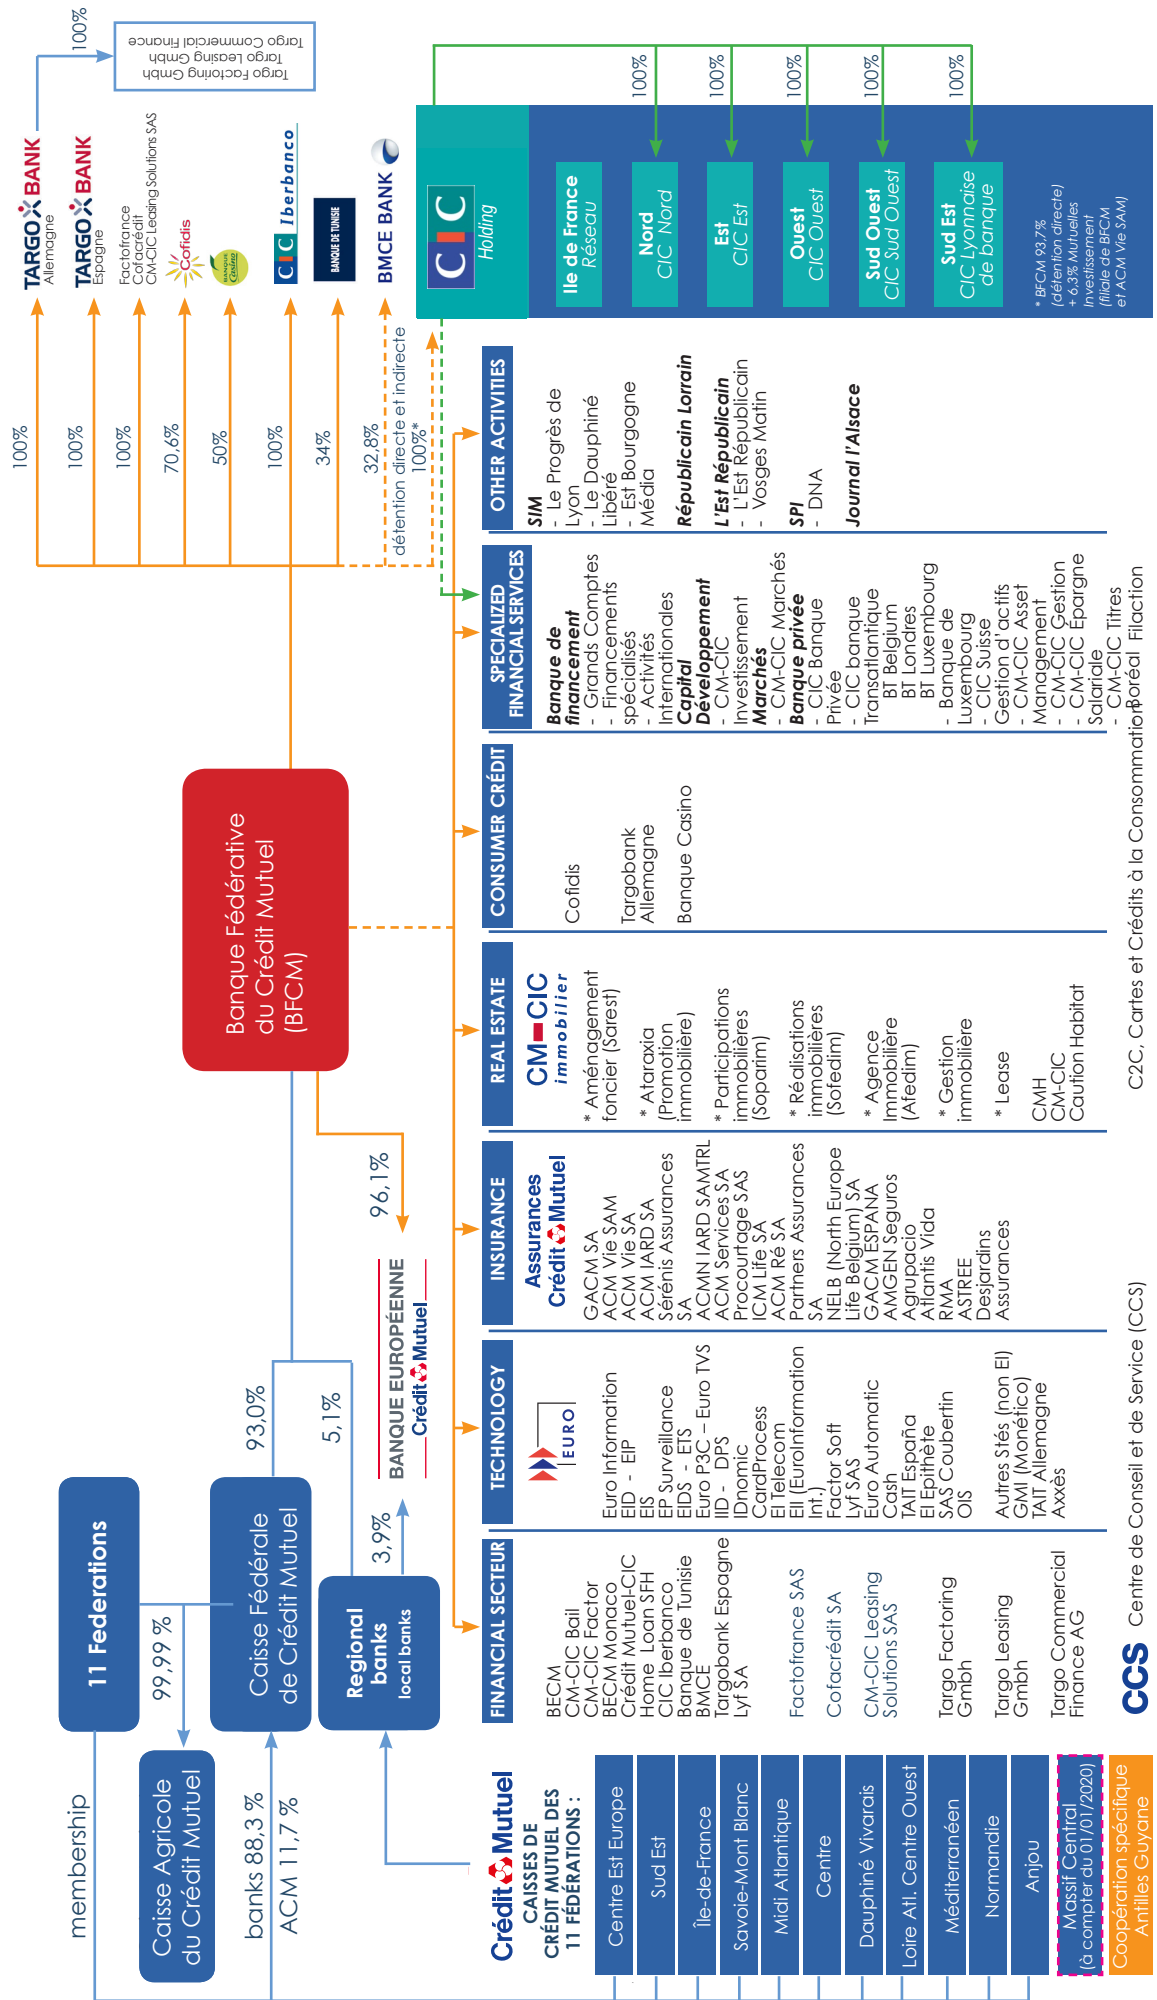 membership
11 Federations
99,99 %
Caisse Agricole
du Crédit Mutuel
banks 88,3 %
ACM 11,7 %
Caisse Fédérale
de Crédit Mutuel
93,0%
Regional
banks
local banks
5,1%
3,9%
BANQUE EUROPÉENNE
Crédit Mutuel
96,1%
Banque Fédérative
du Crédit Mutuel
(BFCM)
100%
TARGO BANK
Allemagne
100%
Targo Factoring Gmbh
Targo Leasing Gmbh
Targo Commercial Finance
100%
TARGO BANK
Espagne
100%
Factofrance
Cofacrédit
CM-CIC Leasing Solutions SAS
70,6%
Cofidis
50%
BANQUE
Casino
100%
CIC Iberbanco
34%
BANQUE DE TUNISIE
32,8%
détention directe et indirecte
BMCE BANK
100%*
CIC
Holding
Ile de France
Réseau
100%
Nord
CIC Nord
100%
Est
CIC Est
100%
Ouest
CIC Ouest
100%
Sud Ouest
CIC Sud Ouest
100%
Sud Est
CIC Lyonnaise
de banque
* BFCM 93,7%
(détention directe)
+ 6,3% Mutuelles
Investissement
(filiale de BFCM
et ACM Vie SAM)
Crédit Mutuel
CAISSES DE
CRÉDIT MUTUEL DES
11 FÉDÉRATIONS :
Centre Est Europe
Sud Est
Île-de-France
Savoie-Mont Blanc
Midi Atlantique
Centre
Dauphiné Vivarais
Loire Atl. Centre Ouest
Méditerranéen
Normandie
Anjou
Massif Central
(à compter du 01/01/2020)
Coopération spécifique
Antilles Guyane
FINANCIAL SECTEUR
BECM
CM-CIC Bail
CM-CIC Factor
BECM Monaco
Crédit Mutuel-CIC
Home Loan SFH
CIC Iberbanco
Banque de Tunisie
BMCE
Targobank Espagne
Lyf SA
Factofrance SAS
Cofacrédit SA
CM-CIC Leasing
Solutions SAS
Targo Factoring
Gmbh
Targo Leasing
Gmbh
Targo Commercial
Finance AG
TECHNOLOGY
EURO
Euro Information
EID - EIP
EIS
EP Surveillance
EIDS - ETS
Euro P3C – Euro TVS
IID - DPS
IDnomic
CardProcess
EI Telecom
EII (EuroInformation
Int.)
Factor Soft
Lyf SAS
Euro Automatic
Cash
TAIT España
EI Epithète
SAS Coubertin
OIS
Autres Stés (non EI)
GMI (Monético)
TAIT Allemagne
Axxès
INSURANCE
Assurances
Crédit Mutuel
GACM SA
ACM Vie SAM
ACM Vie SA
ACM IARD SA
Sérénis Assurances
SA
ACMN IARD SAMTRL
ACM Services SA
Procourtage SAS
ICM Life SA
ACM Ré SA
Partners Assurances
SA
NELB (North Europe
Life Belgium) SA
GACM ESPANA
AMGEN Seguros
Agrupacio
Atlantis Vida
RMA
ASTREE
Desjardins
Assurances
REAL ESTATE
CM-CIC
immobilier
* Aménagement
foncier (Sarest)
* Ataraxia
(Promotion
immobilière)
* Participations
immobilières
(Soparim)
* Réalisations
immobilières
(Sofedim)
* Agence
Immobilière
(Afedim)
* Gestion
immobilière
* Lease
CMH
CM-CIC
Caution Habitat
CONSUMER CRÉDIT
Cofidis
Targobank
Allemagne
Banque Casino
SPECIALIZED
FINANCIAL SERVICES
Banque de
financement
- Grands Comptes
- Financements
spécialisés
- Activités
Internationales
Capital
Développement
- CM-CIC
Investissement
Marchés
- CM-CIC Marchés
Banque privée
- CIC Banque
Privée
- CIC banque
Transatlantique
BT Belgium
BT Londres
BT Luxembourg
- Banque de
Luxembourg
- CIC Suisse
Gestion d'actifs
- CM-CIC Asset
Management
- CM-CIC Gestion
- CM-CIC Epargne
Salariale
- CM-CIC Titres
- Boréal Filaction
OTHER ACTIVITIES
SIM
- Le Progrès de
Lyon
- Le Dauphiné
Libéré
- Est Bourgogne
Média
Républicain Lorrain
L'Est Républicain
- L'Est Républicain
- Vosges Matin
SPI
- DNA
Journal l'Alsace
CCS Centre de Conseil et de Service (CCS)
C2C, Cartes et Crédits à la Consommation